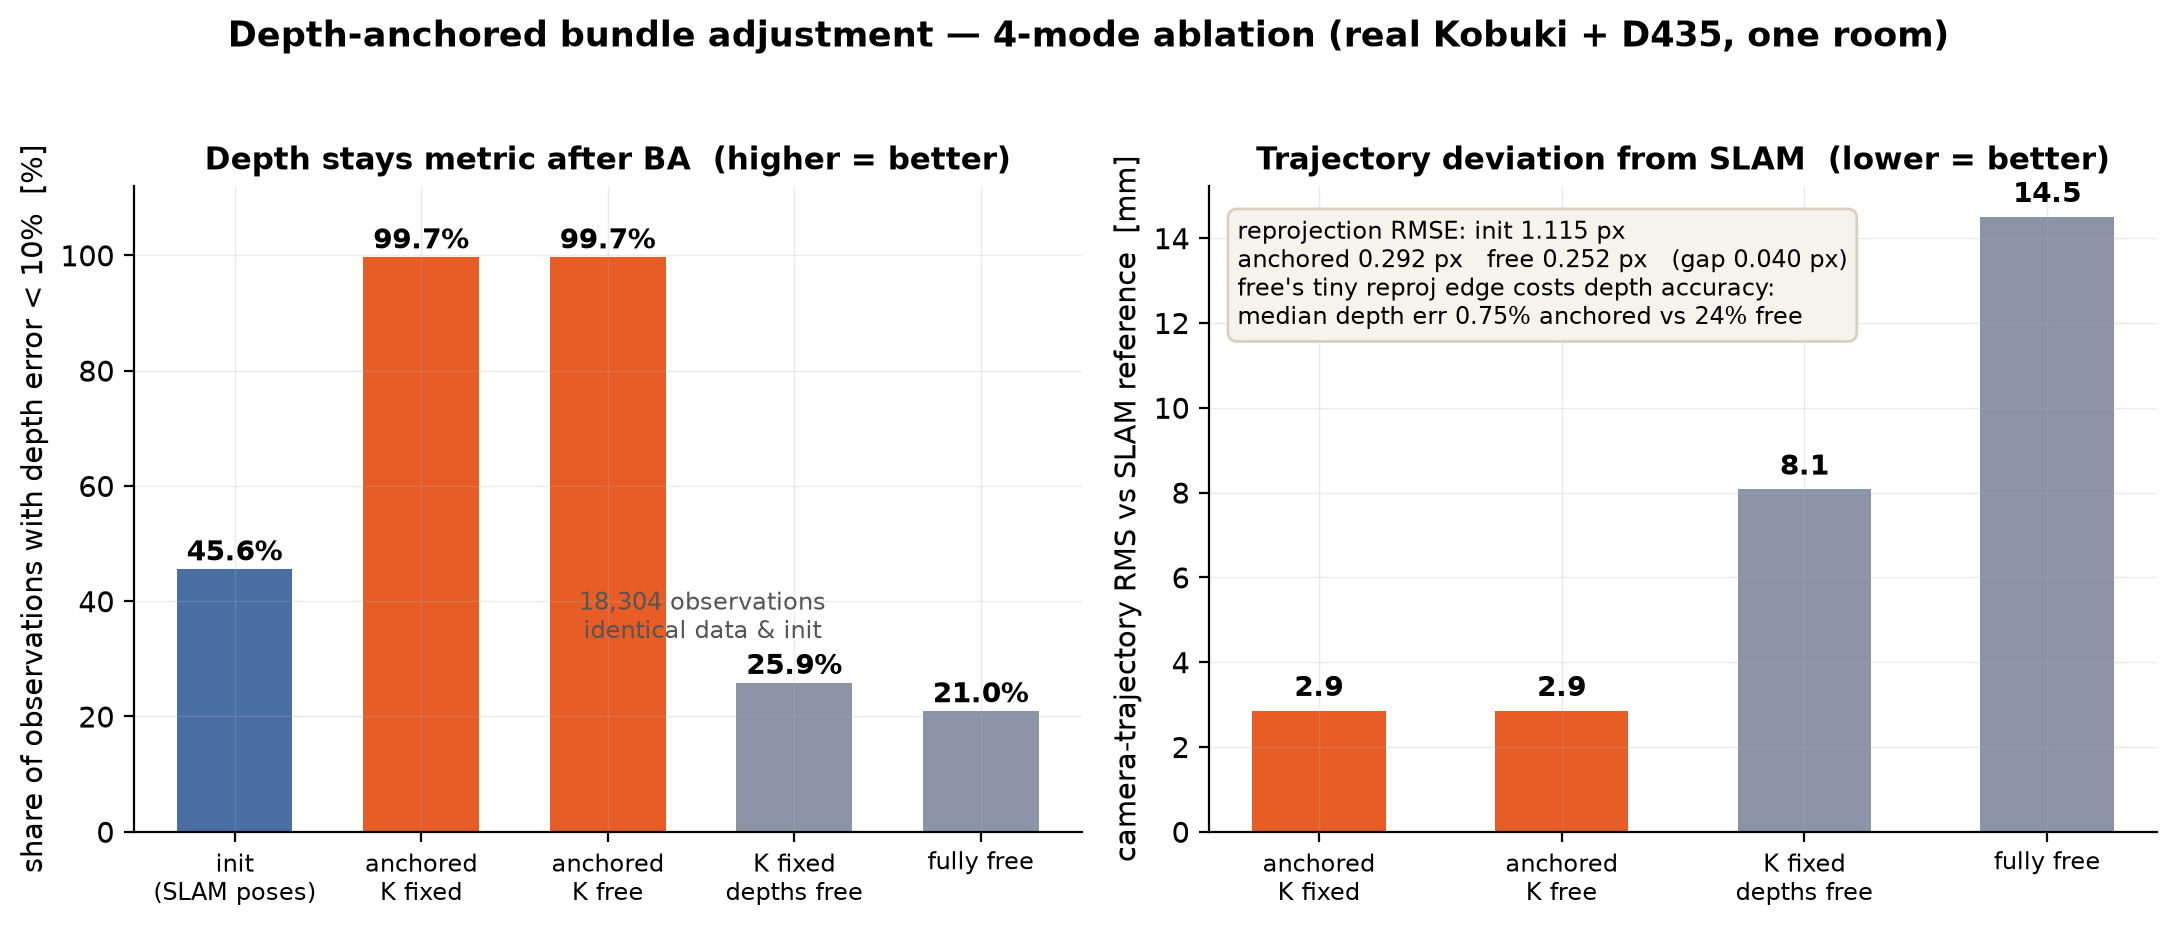 Depth-anchored bundle adjustment — 4-mode ablation (real Kobuki + D435, one room)
Depth stays metric after BA (higher = better)
share of observations with depth error < 10% [%]
100
80
60
40
20
0
45.6%
99.7%
99.7%
25.9%
21.0%
18,304 observations
identical data & init
init
(SLAM poses)
anchored
K fixed
anchored
K free
K fixed
depths free
fully free
Trajectory deviation from SLAM (lower = better)
camera-trajectory RMS vs SLAM reference [mm]
14
12
10
8
6
4
2
0
reprojection RMSE: init 1.115 px
anchored 0.292 px free 0.252 px (gap 0.040 px)
free's tiny reproj edge costs depth accuracy:
median depth err 0.75% anchored vs 24% free
2.9
2.9
8.1
14.5
anchored
K fixed
anchored
K free
K fixed
depths free
fully free